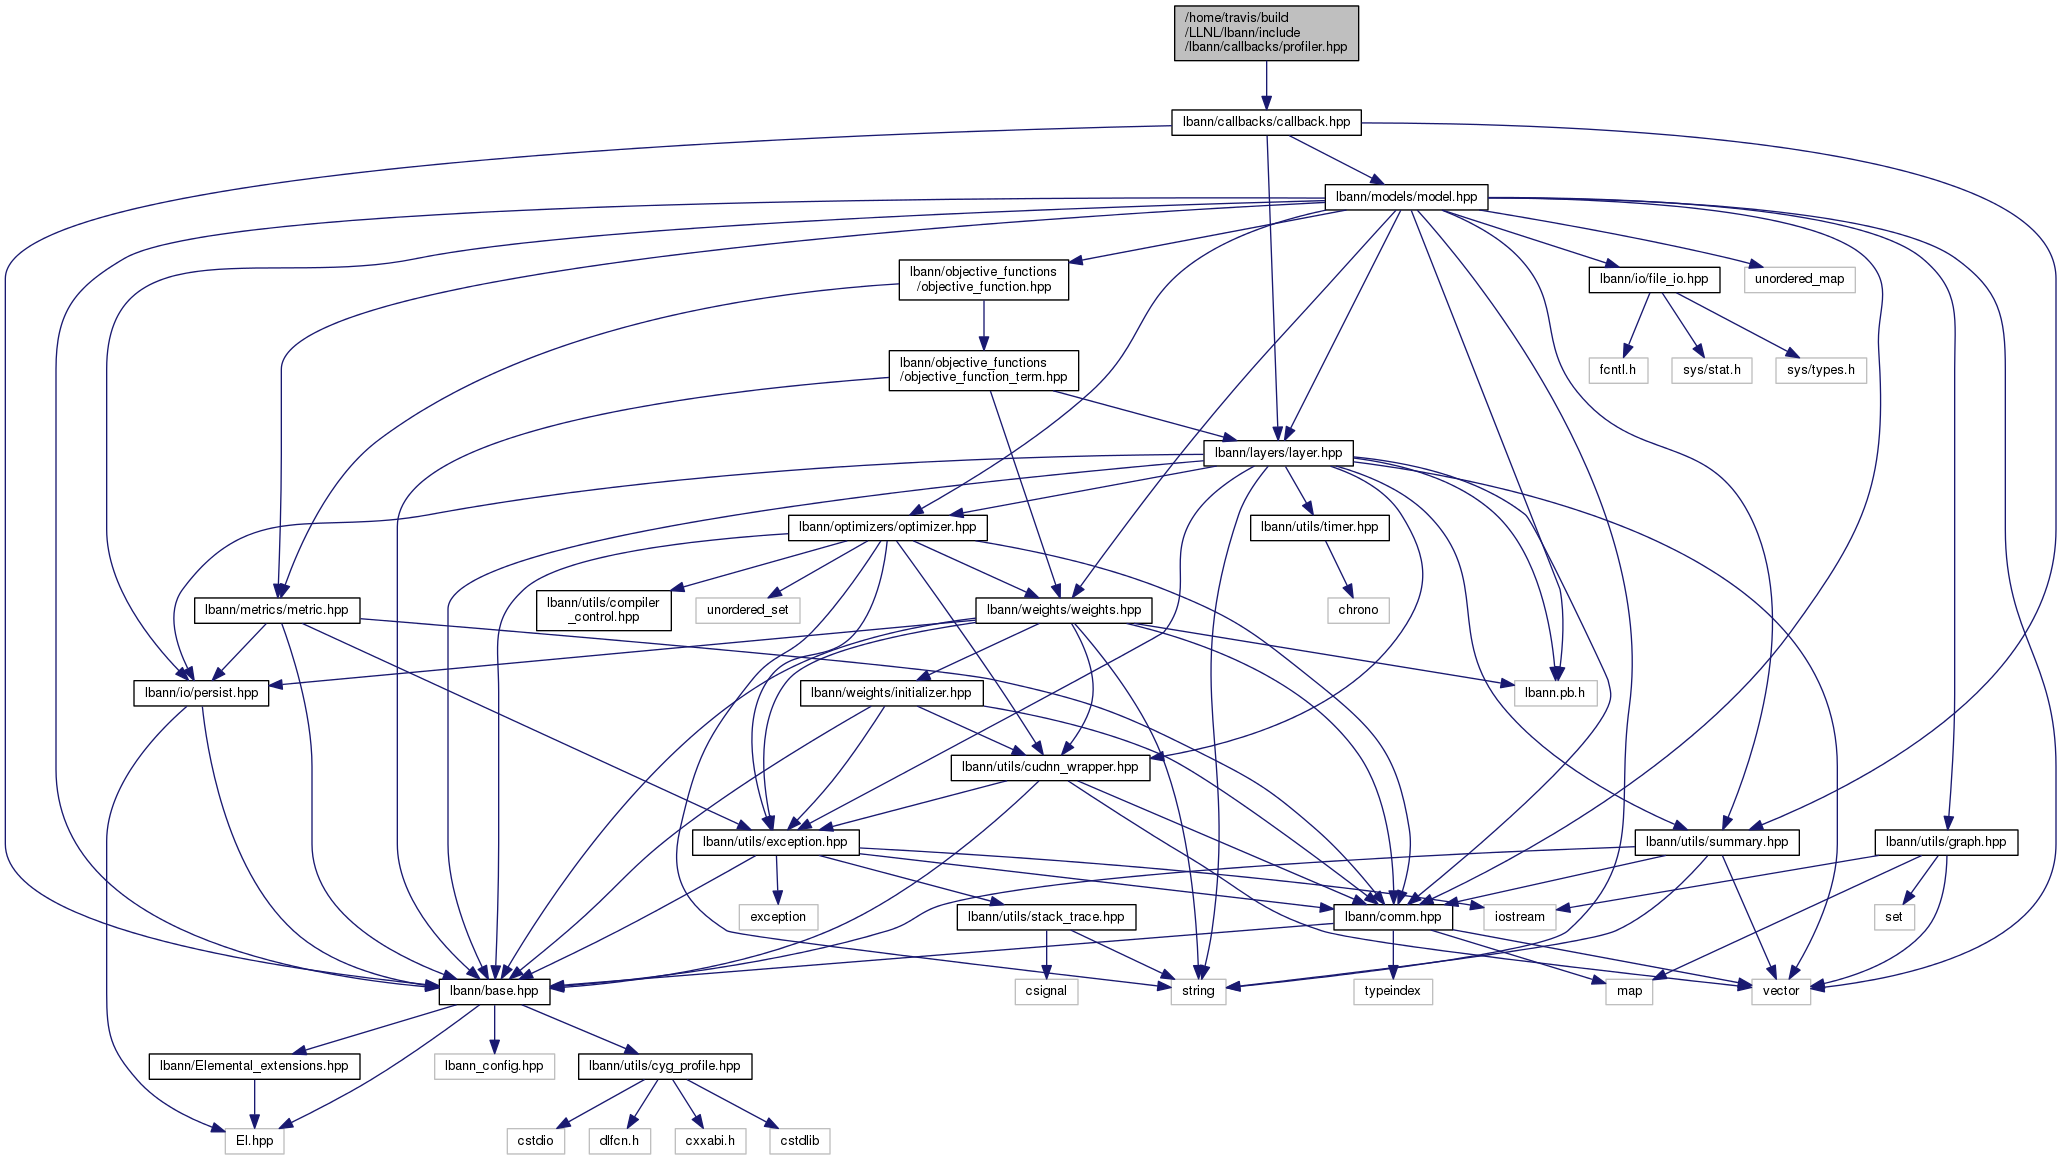 /home/travis/build
/LLNL/lbann/include
/lbann/callbacks/profiler.hpp
lbann/callbacks/callback.hpp
lbann/models/model.hpp
lbann/objective_functions
/objective_function.hpp
lbann/io/file_io.hpp
unordered_map
lbann/objective_functions
/objective_function_term.hpp
fcntl.h
sys/stat.h
sys/types.h
lbann/layers/layer.hpp
lbann/optimizers/optimizer.hpp
lbann/utils/timer.hpp
lbann/metrics/metric.hpp
lbann/utils/compiler
_control.hpp
unordered_set
lbann/weights/weights.hpp
chrono
lbann/io/persist.hpp
lbann/weights/initializer.hpp
lbann.pb.h
lbann/utils/cudnn_wrapper.hpp
lbann/utils/exception.hpp
lbann/utils/summary.hpp
lbann/utils/graph.hpp
exception
lbann/utils/stack_trace.hpp
lbann/comm.hpp
iostream
set
lbann/base.hpp
csignal
string
typeindex
map
vector
lbann/Elemental_extensions.hpp
lbann_config.hpp
lbann/utils/cyg_profile.hpp
El.hpp
cstdio
dlfcn.h
cxxabi.h
cstdlib